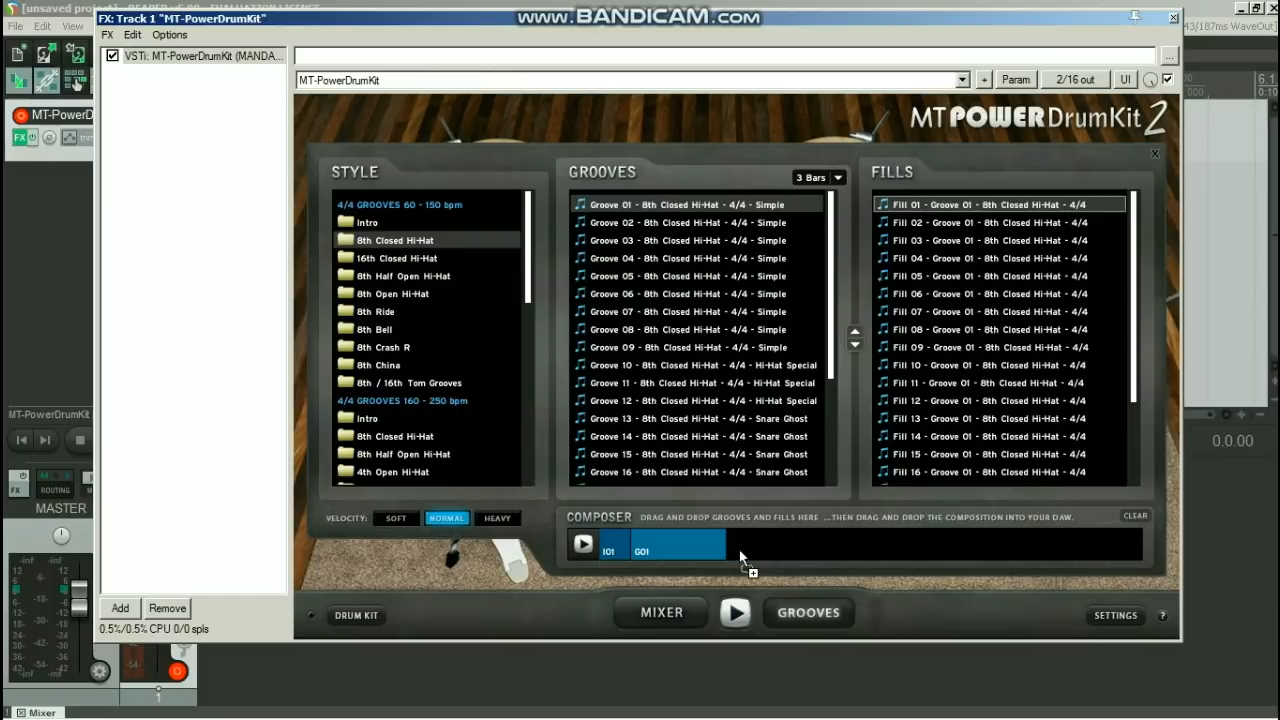 [unsaved project]
www.BANDICAM.com
FX: Track 1 "MT-PowerDrumKit"
File Edit View
FX Edit Options
43/187ms WaveOut]
VSTi: MT-PowerDrumKit (MANDA...
...
MT-PowerDrumKit
+
Param
2/16 out
UI
6.1
0:10
MT-PowerD
FX
MT POWER DrumKit 2
STYLE
4/4 GROOVES 60 - 150 bpm
Intro
8th Closed Hi-Hat
16th Closed Hi-Hat
8th Half Open Hi-Hat
8th Open Hi-Hat
8th Ride
8th Bell
8th Crash R
8th China
8th / 16th Tom Grooves
4/4 GROOVES 160 - 250 bpm
Intro
8th Closed Hi-Hat
8th Half Open Hi-Hat
4th Open Hi-Hat
GROOVES
3 Bars
Groove 01 - 8th Closed Hi-Hat - 4/4 - Simple
Groove 02 - 8th Closed Hi-Hat - 4/4 - Simple
Groove 03 - 8th Closed Hi-Hat - 4/4 - Simple
Groove 04 - 8th Closed Hi-Hat - 4/4 - Simple
Groove 05 - 8th Closed Hi-Hat - 4/4 - Simple
Groove 06 - 8th Closed Hi-Hat - 4/4 - Simple
Groove 07 - 8th Closed Hi-Hat - 4/4 - Simple
Groove 08 - 8th Closed Hi-Hat - 4/4 - Simple
Groove 09 - 8th Closed Hi-Hat - 4/4 - Simple
Groove 10 - 8th Closed Hi-Hat - 4/4 - Hi-Hat Special
Groove 11 - 8th Closed Hi-Hat - 4/4 - Hi-Hat Special
Groove 12 - 8th Closed Hi-Hat - 4/4 - Hi-Hat Special
Groove 13 - 8th Closed Hi-Hat - 4/4 - Snare Ghost
Groove 14 - 8th Closed Hi-Hat - 4/4 - Snare Ghost
Groove 15 - 8th Closed Hi-Hat - 4/4 - Snare Ghost
Groove 16 - 8th Closed Hi-Hat - 4/4 - Snare Ghost
FILLS
Fill 01 - Groove 01 - 8th Closed Hi-Hat - 4/4
Fill 02 - Groove 01 - 8th Closed Hi-Hat - 4/4
Fill 03 - Groove 01 - 8th Closed Hi-Hat - 4/4
Fill 04 - Groove 01 - 8th Closed Hi-Hat - 4/4
Fill 05 - Groove 01 - 8th Closed Hi-Hat - 4/4
Fill 06 - Groove 01 - 8th Closed Hi-Hat - 4/4
Fill 07 - Groove 01 - 8th Closed Hi-Hat - 4/4
Fill 08 - Groove 01 - 8th Closed Hi-Hat - 4/4
Fill 09 - Groove 01 - 8th Closed Hi-Hat - 4/4
Fill 10 - Groove 01 - 8th Closed Hi-Hat - 4/4
Fill 11 - Groove 01 - 8th Closed Hi-Hat - 4/4
Fill 12 - Groove 01 - 8th Closed Hi-Hat - 4/4
Fill 13 - Groove 01 - 8th Closed Hi-Hat - 4/4
Fill 14 - Groove 01 - 8th Closed Hi-Hat - 4/4
Fill 15 - Groove 01 - 8th Closed Hi-Hat - 4/4
Fill 16 - Groove 01 - 8th Closed Hi-Hat - 4/4
MT-PowerDrumKit
0.0.00
FX
ROUTING
MASTER
VELOCITY: SOFT NORMAL HEAVY
COMPOSER DRAG AND DROP GROOVES AND FILLS HERE ...THEN DRAG AND DROP THE COMPOSITION INTO YOUR DAW.
CLEAR
I01 G01
-inf -inf
Add Remove
0.5%/0.5% CPU 0/0 spls
DRUM KIT
MIXER
GROOVES
SETTINGS
?
1
Mixer